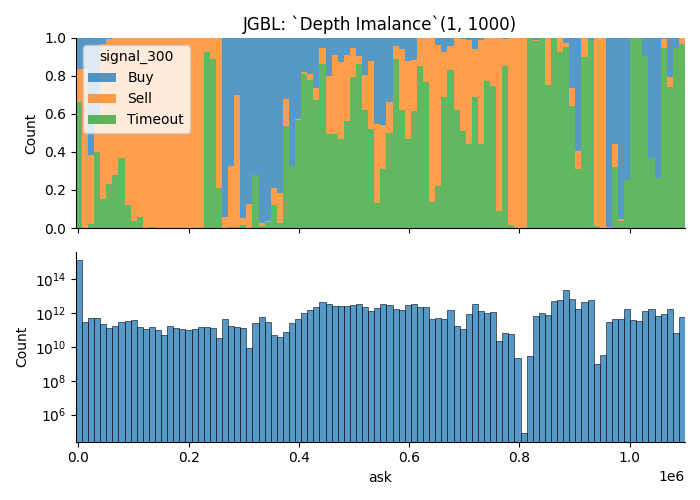 JGBL: `Depth Imalance`(1, 1000)
1.0
0.8
0.6
0.4
0.2
0.0
Count
signal_300
Buy
Sell
Timeout
10^14
10^12
10^10
10^8
10^6
Count
0.0 0.2 0.4 0.6 0.8 1.0
1e6
ask